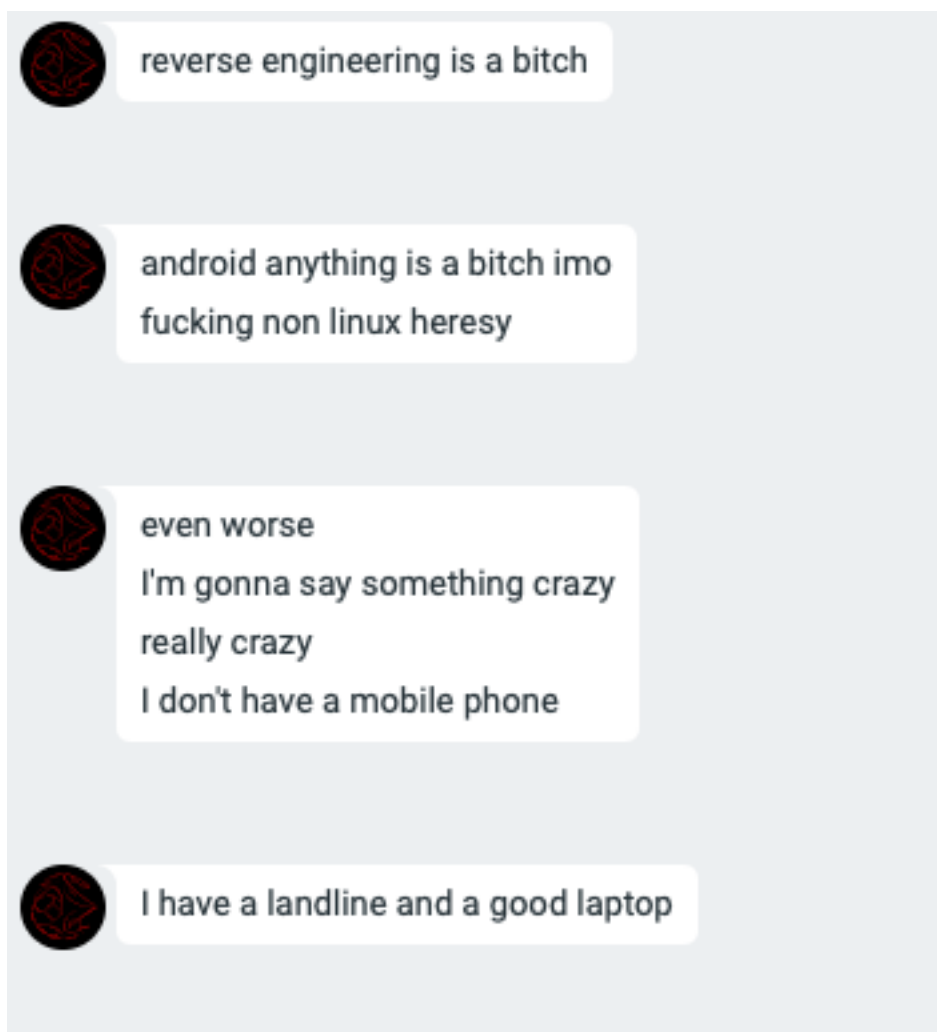 reverse engineering is a bitch
android anything is a bitch imo
fucking non linux heresy
even worse
I'm gonna say something crazy
really crazy
I don't have a mobile phone
I have a landline and a good laptop